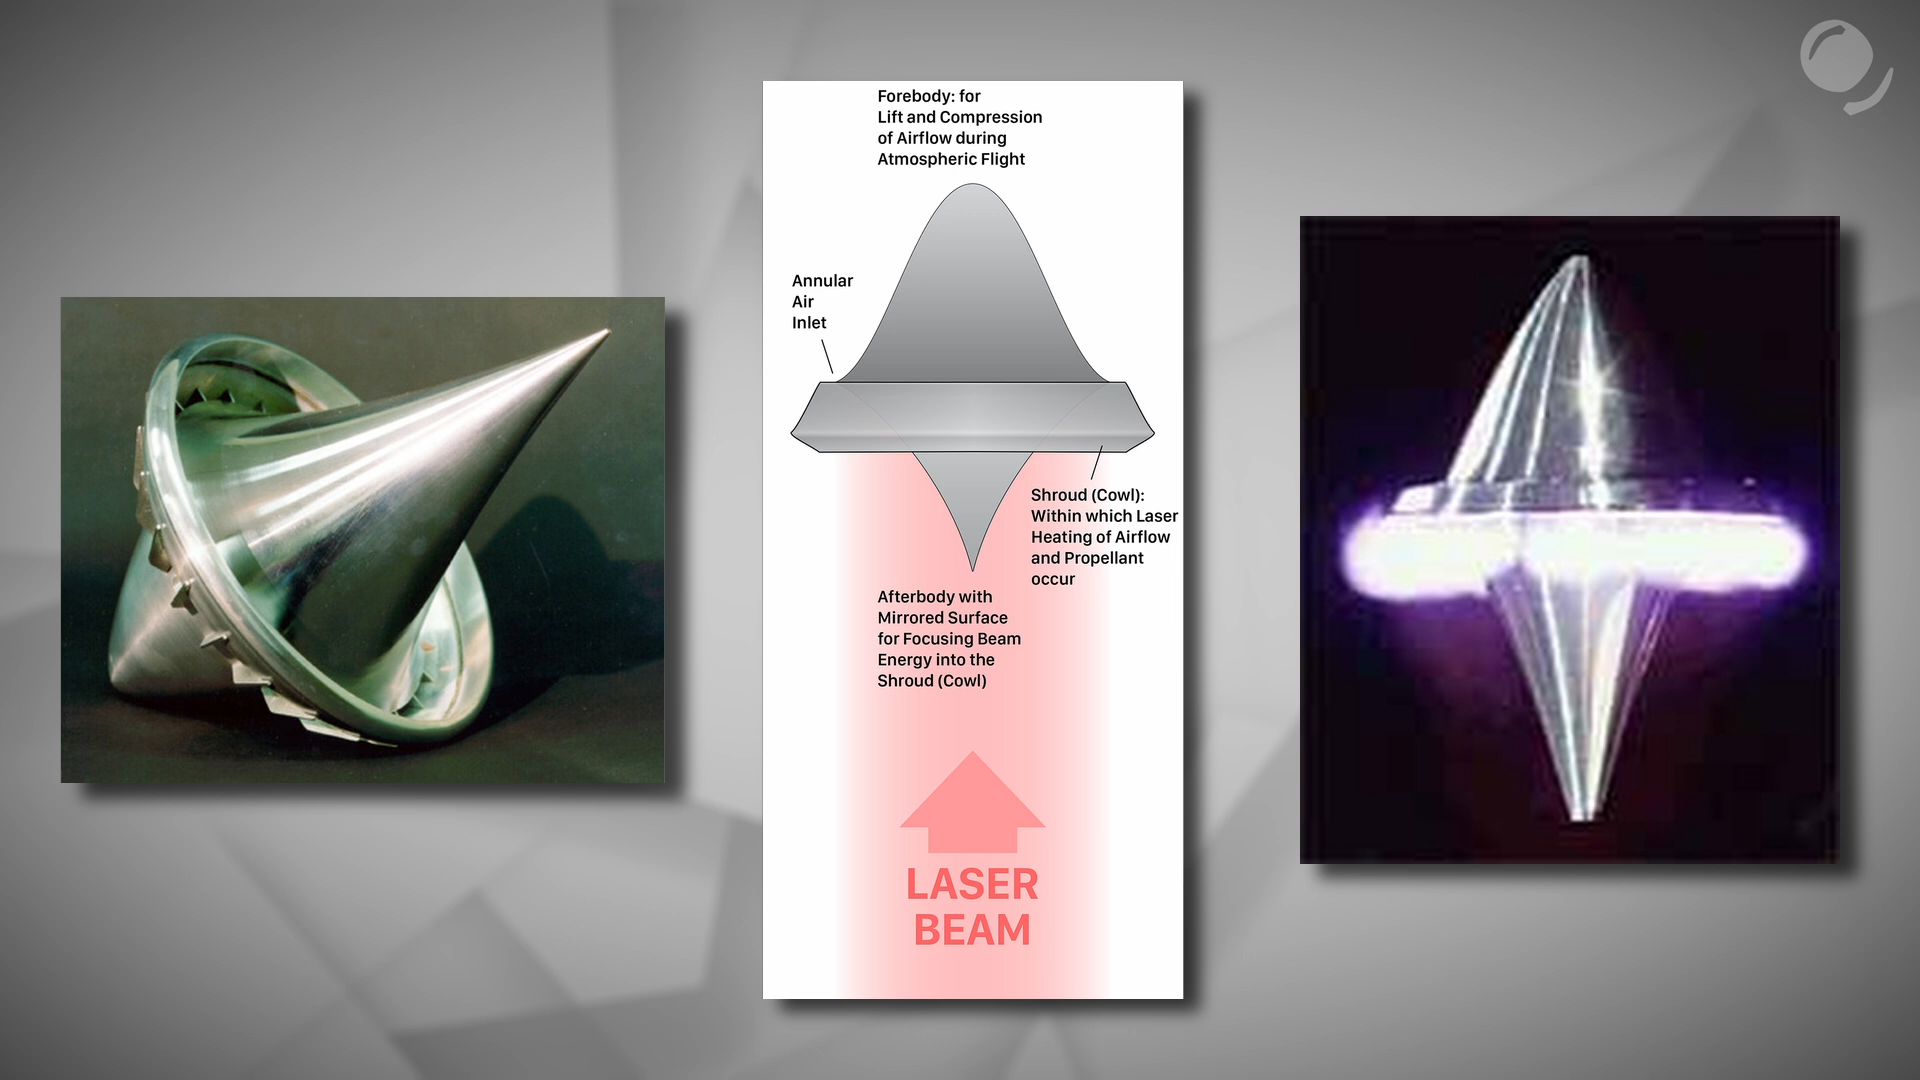 Forebody: for
Lift and Compression
of Airflow during
Atmospheric Flight
Annular
Air
Inlet
Shroud (Cowl):
Within which Laser
Heating of Airflow
and Propellant
occur
Afterbody with
Mirrored Surface
for Focusing Beam
Energy into the
Shroud (Cowl)
LASER
BEAM